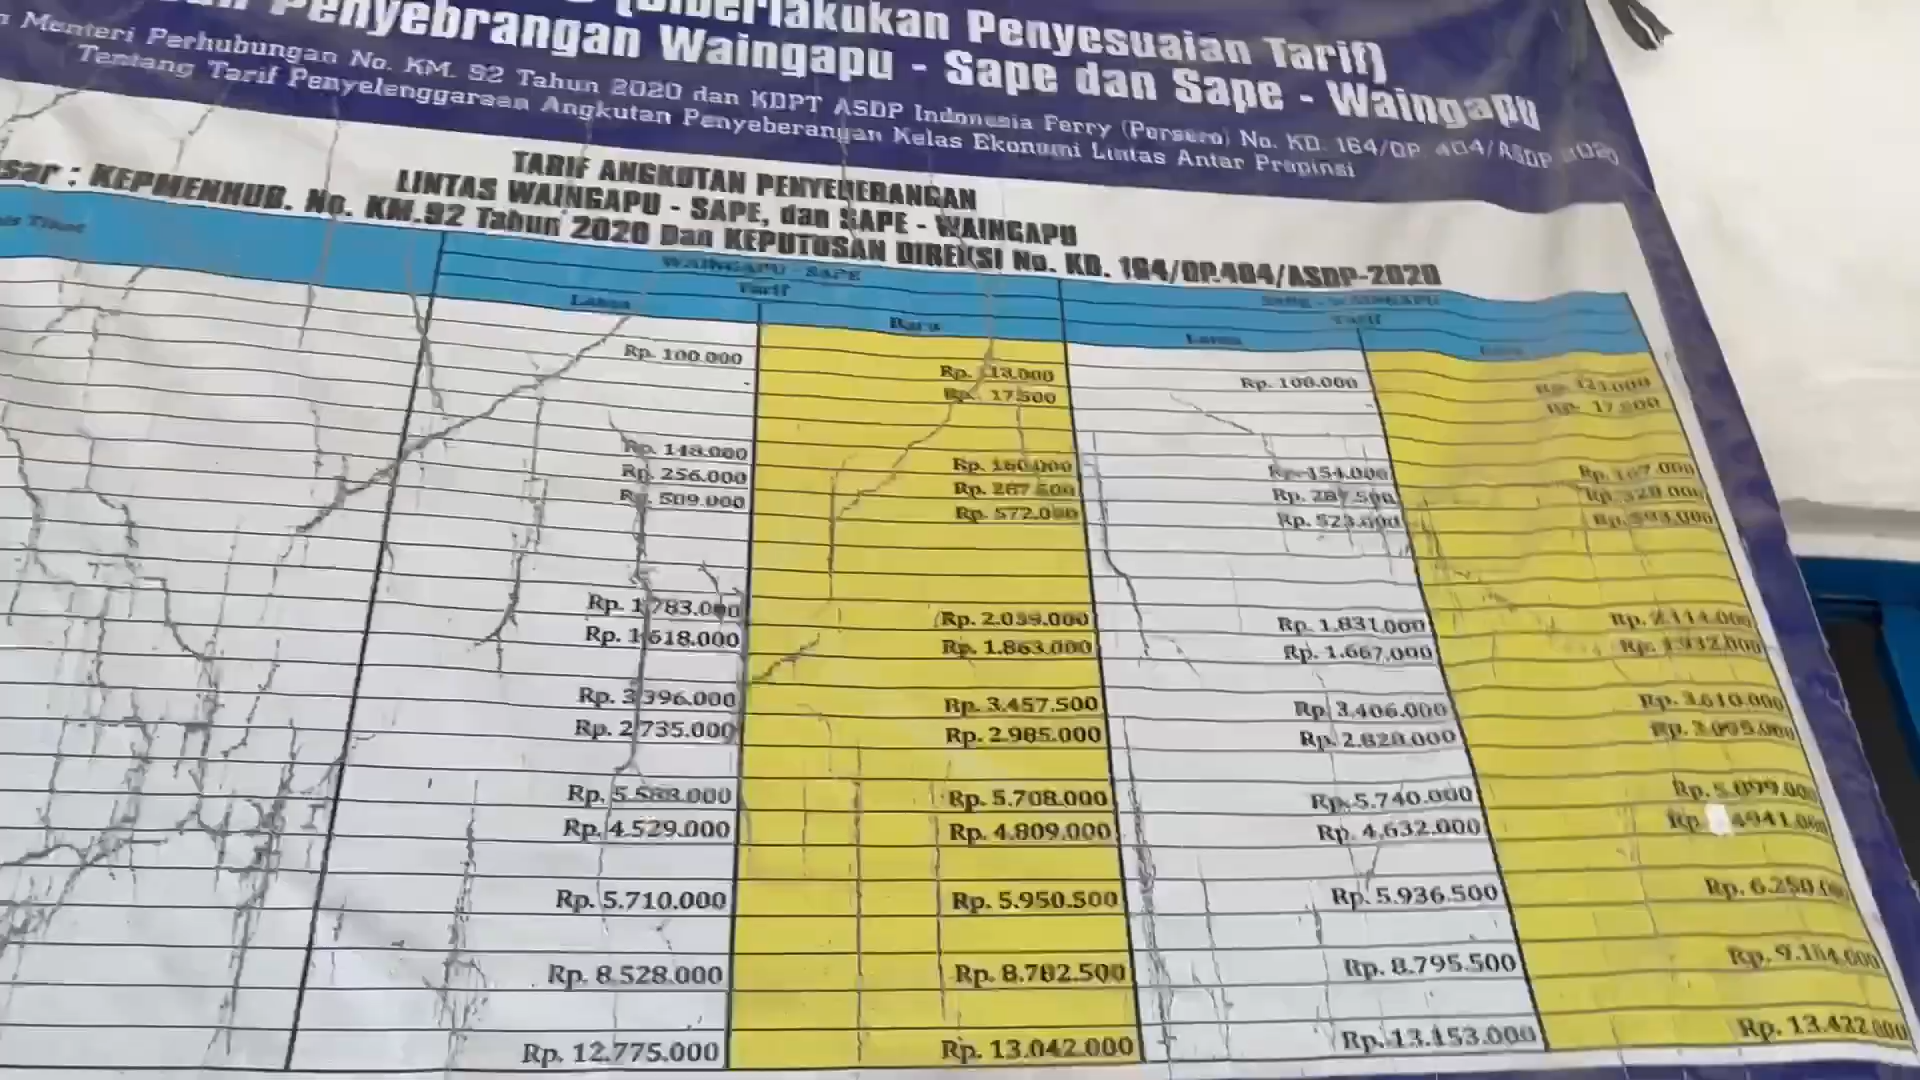 (Diberlakukan Penyesuaian Tarif)
Penyebrangan Waingapu - Sape dan Sape - Waingapu
Menteri Perhubungan No. KM. 92 Tahun 2020 dan KDPT ASDP Indonesia Ferry (Persero) No. KD. 164/OP 404/ASDP 2020
Tentang Tarif Penyelenggaraan Angkutan Penyeberangan Kelas Ekonomi Lintas Antar Propinsi
TARIF ANGKUTAN PENYEBERANGAN
LINTAS WAINGAPU - SAPE, dan SAPE - WAINGAPU
: KEPMENHUB. No. KM.92 Tahun 2020 Dan KEPUTUSAN DIREKSI No. KD. 164/OP.404/ASDP-2020
WAINGAPU - SAPE
Tarif Tarif
Lama Baru Lama
Rp. 100.000 Rp. 100.000
Rp. 17.500
Rp. 256.000 Rp. 287.500
Rp. 509.000 Rp. 572.000
Rp. 1.783.000 Rp. 2.039.000 Rp. 1.831.000
Rp. 1.618.000 Rp. 1.863.000 Rp. 1.667.000
Rp. 3.396.000 Rp. 3.457.500 Rp. 3.406.000 Rp. 3.610.000
Rp. 2.735.000 Rp. 2.985.000 Rp. 2.828.000
Rp. 5.708.000 Rp. 5.740.000
Rp. 4.529.000 Rp. 4.809.000 Rp. 4.632.000 Rp. 4941.000
Rp. 5.710.000 Rp. 5.950.500 Rp. 5.936.500
Rp. 8.528.000 Rp. 8.782.500 Rp. 8.795.500
Rp. 12.775.000 Rp. 13.042.000 Rp. 13.153.000 Rp. 13.422.000